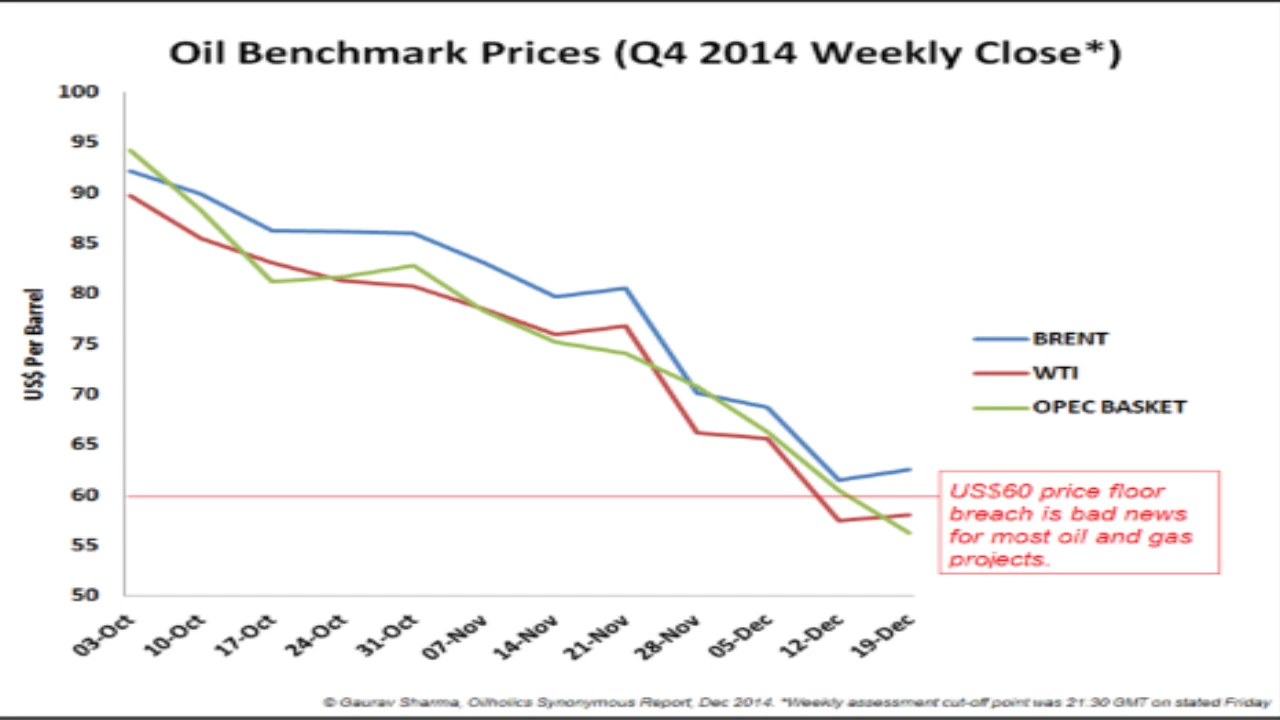 Oil Benchmark Prices (Q4 2014 Weekly Close*)
100
95
90
85
80
75
70
65
60
55
50
US$ Per Barrel
03-Oct
10-Oct
17-Oct
24-Oct
31-Oct
07-Nov
14-Nov
21-Nov
28-Nov
05-Dec
12-Dec
19-Dec
BRENT
WTI
OPEC BASKET
US$60 price floor
breach is bad news
for most oil and gas
projects.
© Gaurav Sharma, Oilholics Synonymous Report, Dec 2014. *Weekly assessment cut-off point was 21:30 GMT on stated Friday